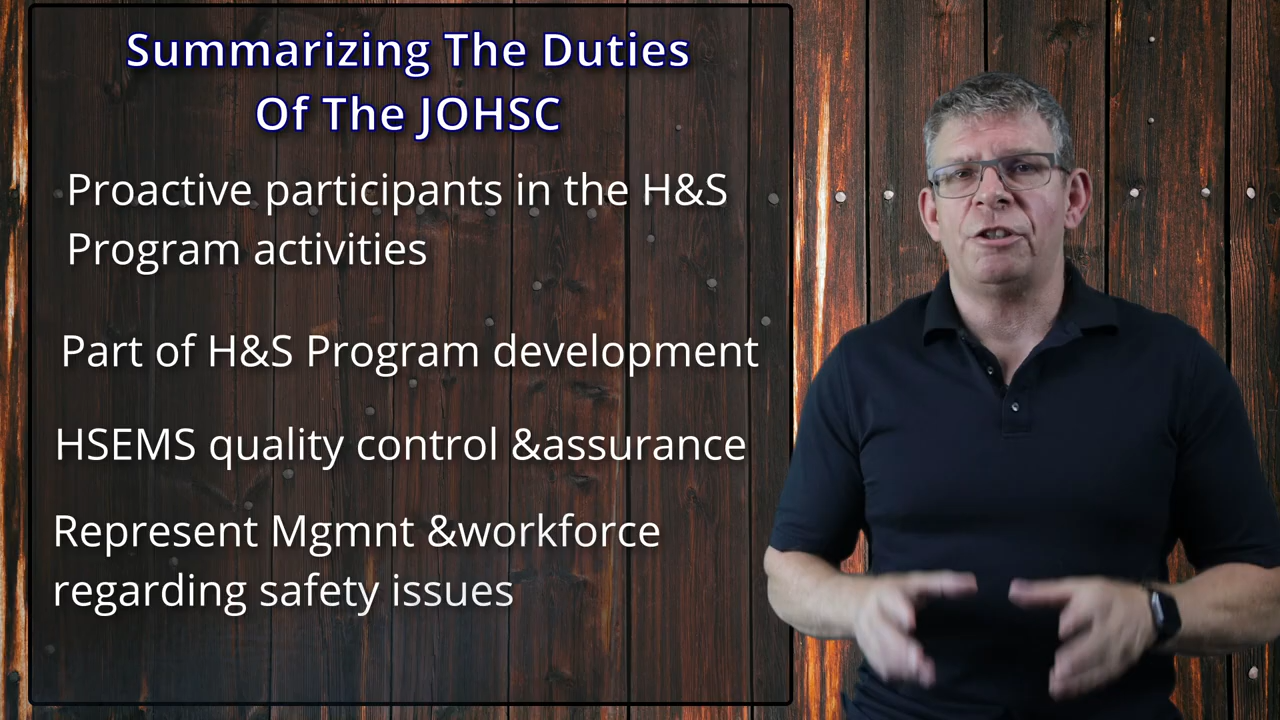 Summarizing The Duties
Of The JOHSC
Proactive participants in the H&S
Program activities
Part of H&S Program development
HSEMS quality control &assurance
Represent Mgmnt &workforce
regarding safety issues